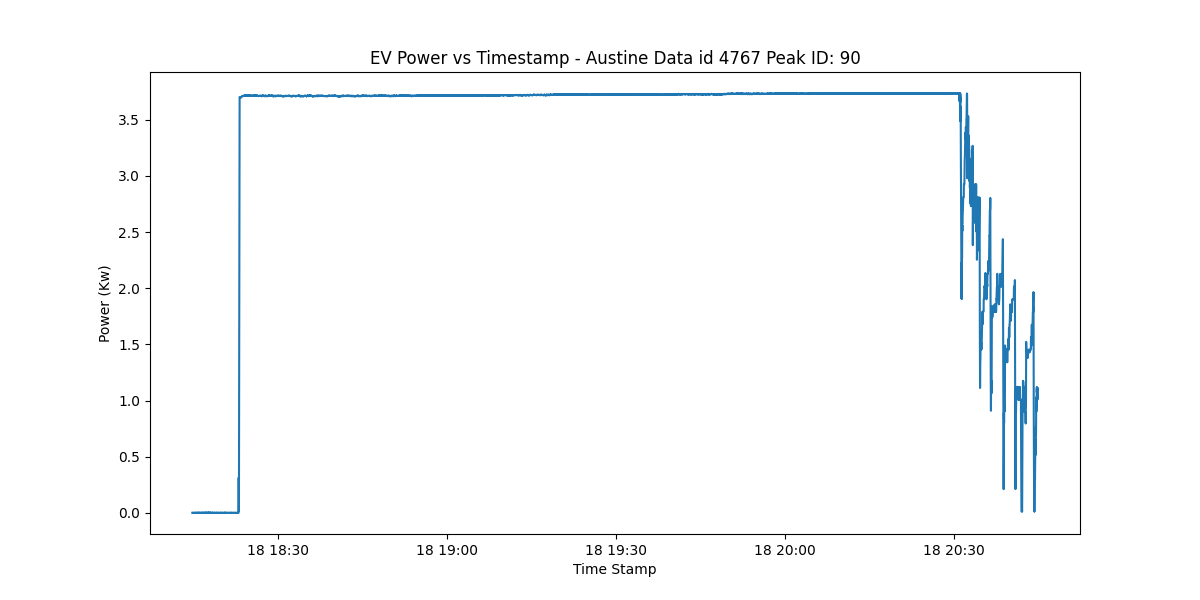 EV Power vs Timestamp - Austine Data id 4767 Peak ID: 90
Power (Kw)
3.5
3.0
2.5
2.0
1.5
1.0
0.5
0.0
18 18:30 18 19:00 18 19:30 18 20:00 18 20:30
Time Stamp